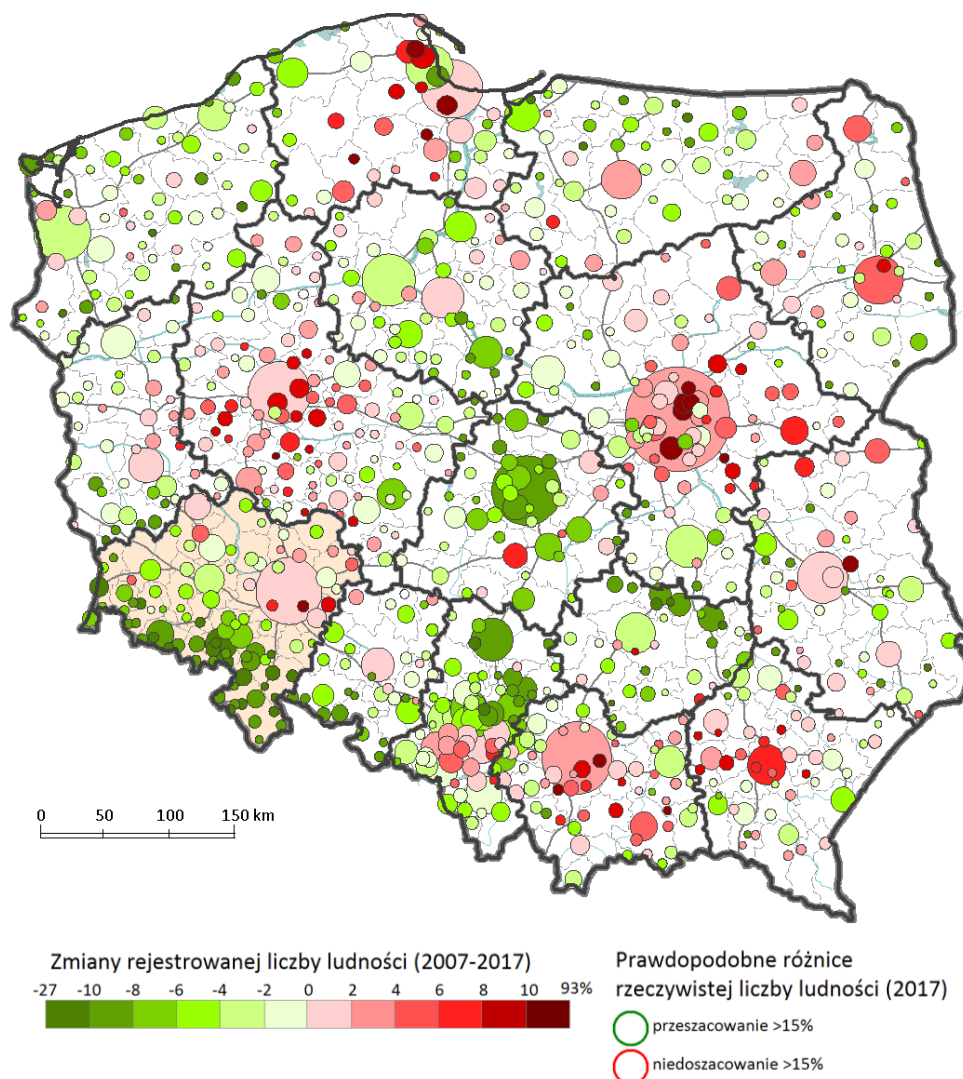 0 50 100 150 km
Zmiany rejestrowanej liczby ludności (2007-2017)
-27 -10 -8 -6 -4 -2 0 2 4 6 8 10 93%
Prawdopodobne różnice
rzeczywistej liczby ludności (2017)
przeszacowanie >15%
niedoszacowanie >15%